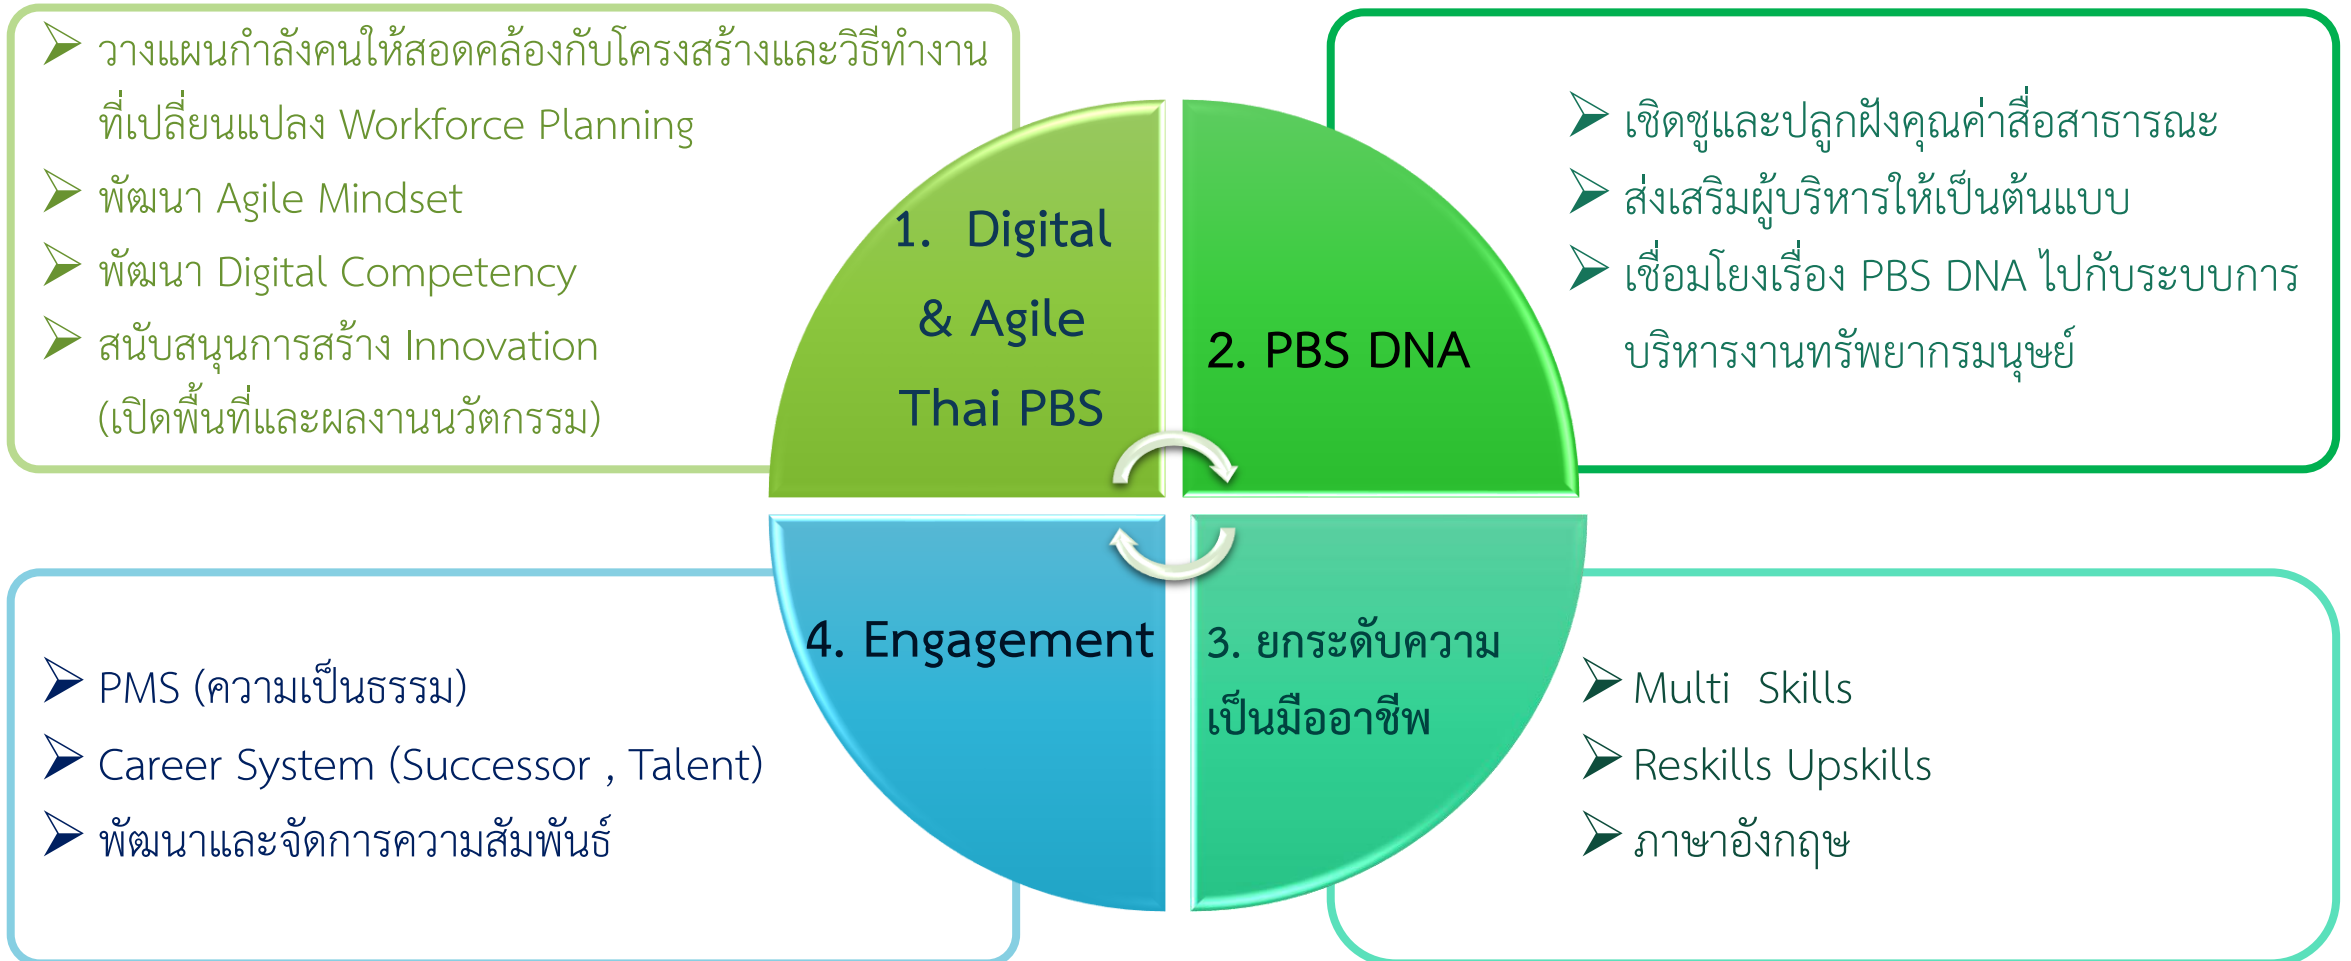 วางแผนกำลังคนให้สอดคล้องกับโครงสร้างและวิธีทำงาน
ที่เปลี่ยนแปลง Workforce Planning
พัฒนา Agile Mindset
พัฒนา Digital Competency
สนับสนุนการสร้าง Innovation
(เปิดพื้นที่และผลงานนวัตกรรม)
1. Digital
& Agile
Thai PBS
2. PBS DNA
เชิดชูและปลูกฝังคุณค่าสื่อสาธารณะ
ส่งเสริมผู้บริหารให้เป็นต้นแบบ
เชื่อมโยงเรื่อง PBS DNA ไปกับระบบการ
บริหารงานทรัพยากรมนุษย์
4. Engagement
PMS (ความเป็นธรรม)
Career System (Successor , Talent)
พัฒนาและจัดการความสัมพันธ์
3. ยกระดับความ
เป็นมืออาชีพ
Multi Skills
Reskills Upskills
ภาษาอังกฤษ